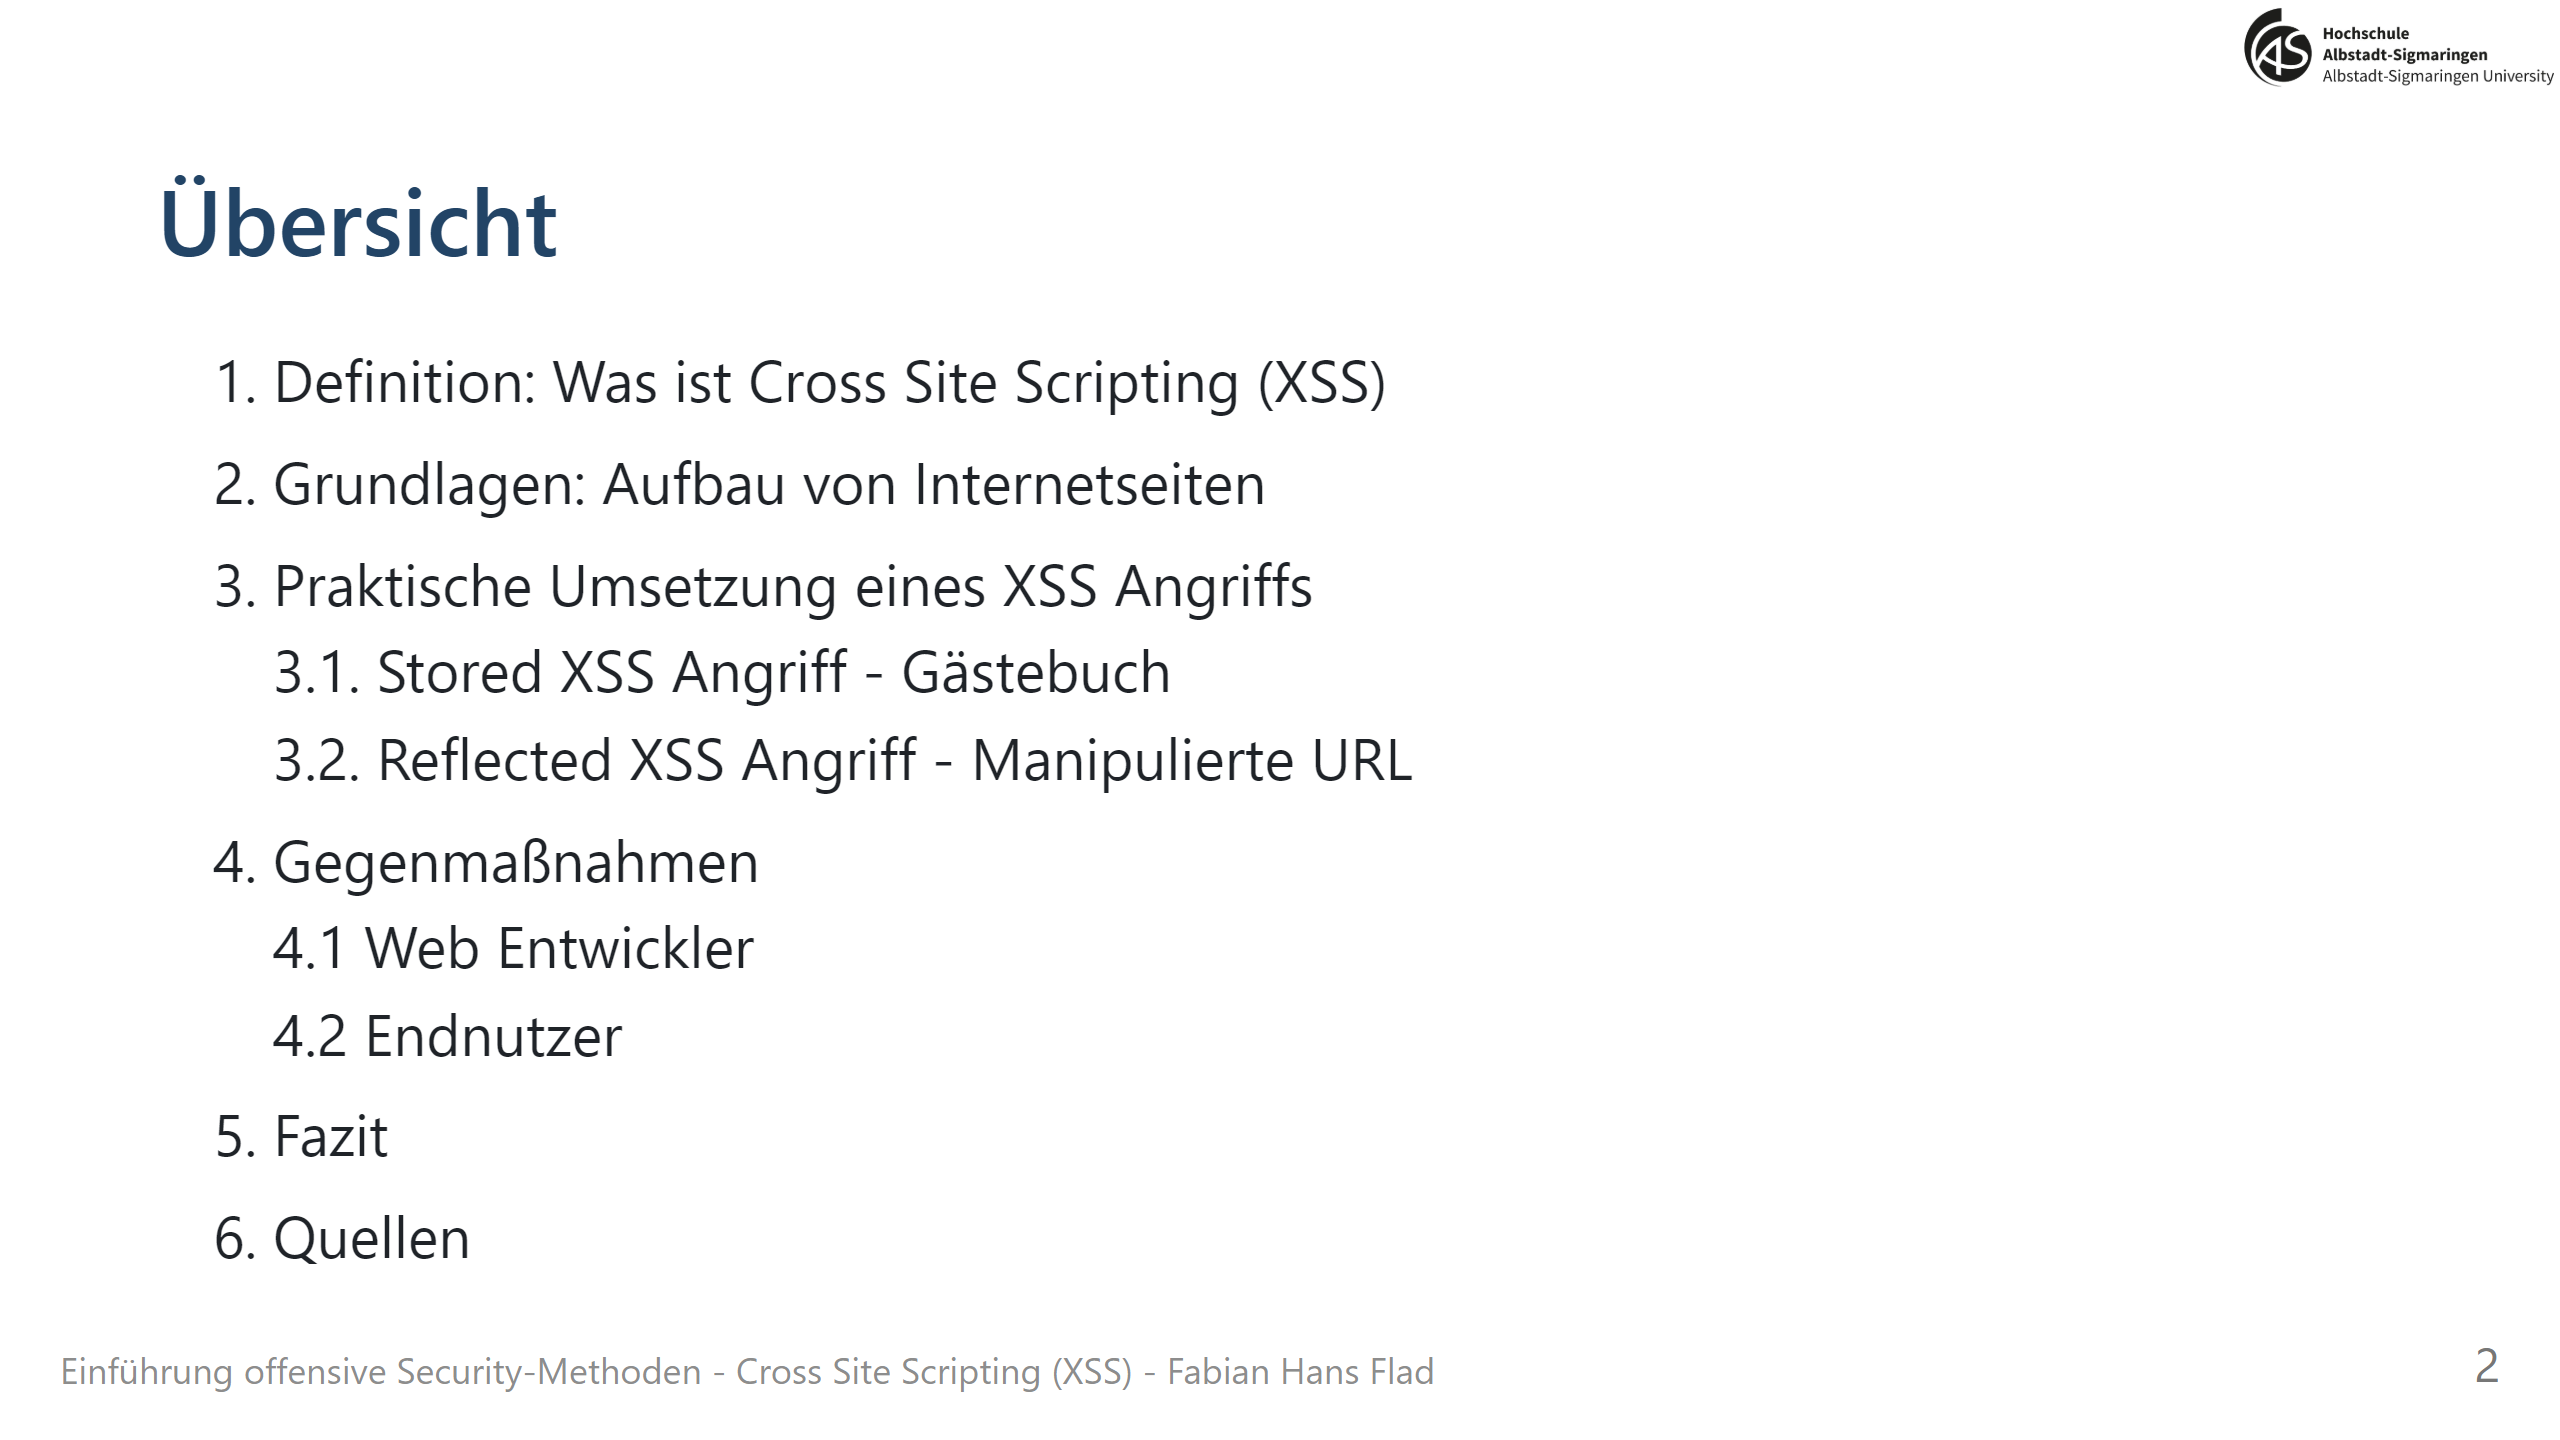 Hochschule
Albstadt-Sigmaringen
Albstadt-Sigmaringen University
Übersicht
1. Definition: Was ist Cross Site Scripting (XSS)
2. Grundlagen: Aufbau von Internetseiten
3. Praktische Umsetzung eines XSS Angriffs
3.1. Stored XSS Angriff - Gästebuch
3.2. Reflected XSS Angriff - Manipulierte URL
4. Gegenmaßnahmen
4.1 Web Entwickler
4.2 Endnutzer
5. Fazit
6. Quellen
Einführung offensive Security-Methoden - Cross Site Scripting (XSS) - Fabian Hans Flad
2